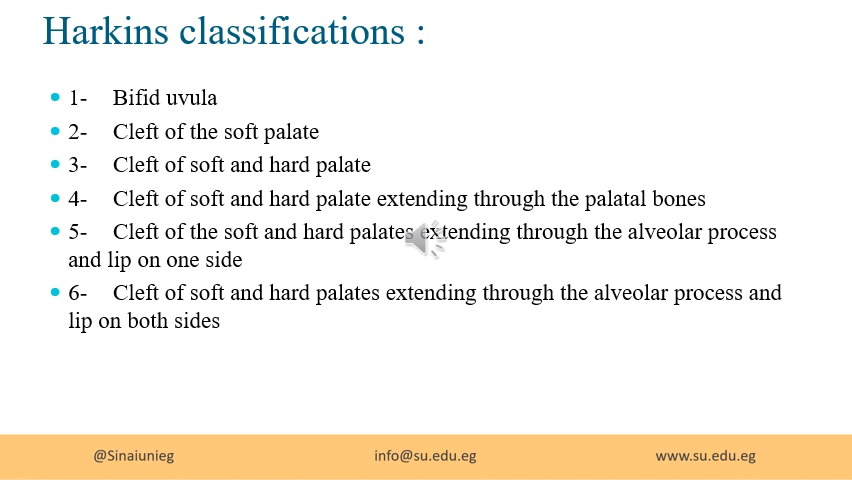 Harkins classifications :
1- Bifid uvula
2- Cleft of the soft palate
3- Cleft of soft and hard palate
4- Cleft of soft and hard palate extending through the palatal bones
5- Cleft of the soft and hard palates extending through the alveolar process
and lip on one side
6- Cleft of soft and hard palates extending through the alveolar process and
lip on both sides
@Sinaiunieg info@su.edu.eg www.su.edu.eg